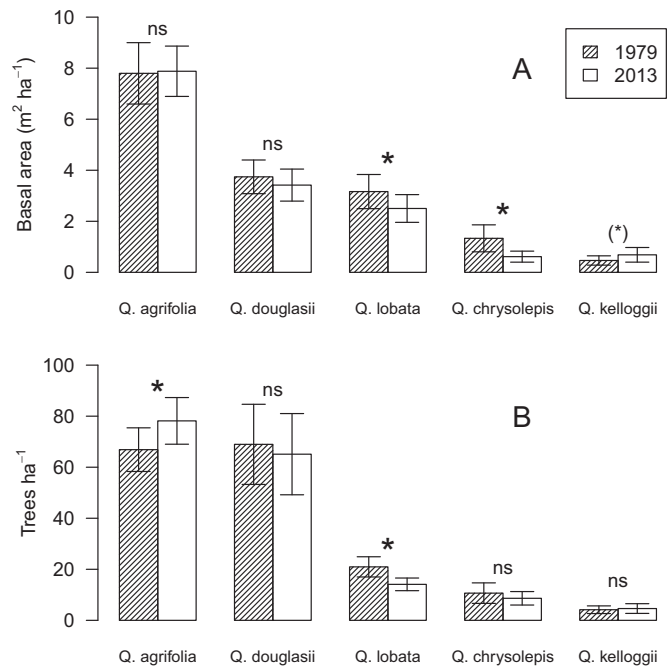 10
8
6
4
2
0
Basal area (m² ha⁻¹)
ns
ns
*
*
(*)
A
1979
2013
Q. agrifolia Q. douglasii Q. lobata Q. chrysolepis Q. kelloggii
100
80
60
40
20
0
Trees ha⁻¹
*
ns
*
ns
ns
B
Q. agrifolia Q. douglasii Q. lobata Q. chrysolepis Q. kelloggii